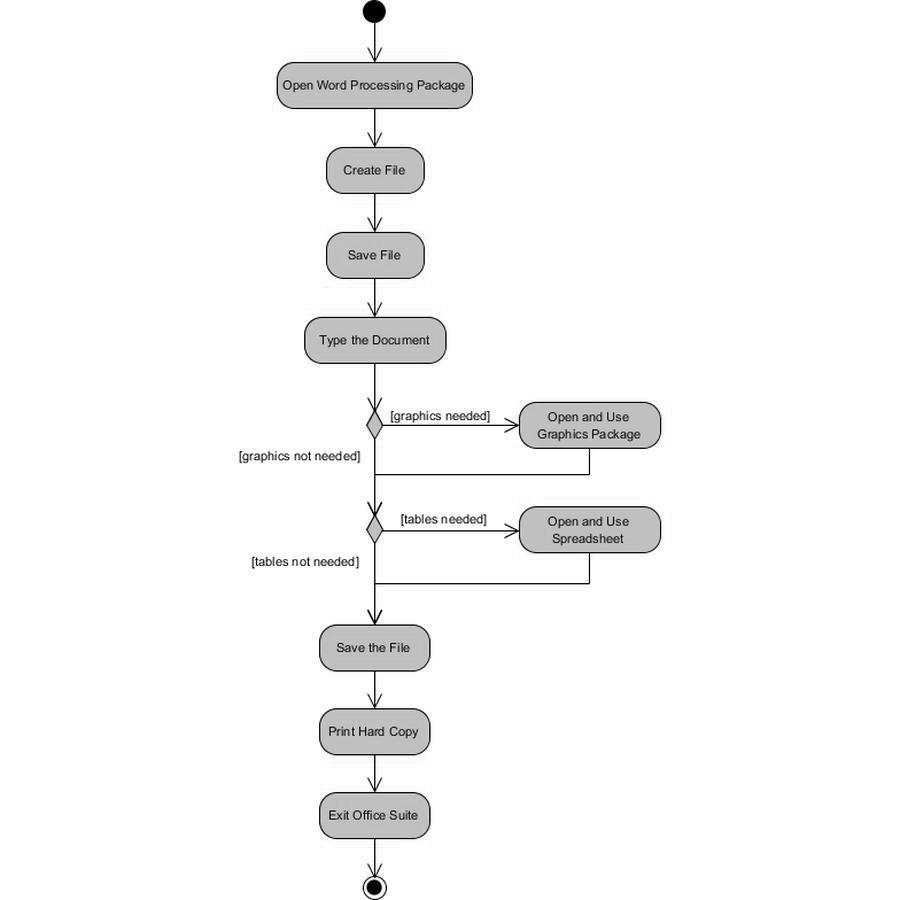 Open Word Processing Package
Create File
Save File
Type the Document
[graphics needed]
Open and Use
Graphics Package
[graphics not needed]
[tables needed]
Open and Use
Spreadsheet
[tables not needed]
Save the File
Print Hard Copy
Exit Office Suite